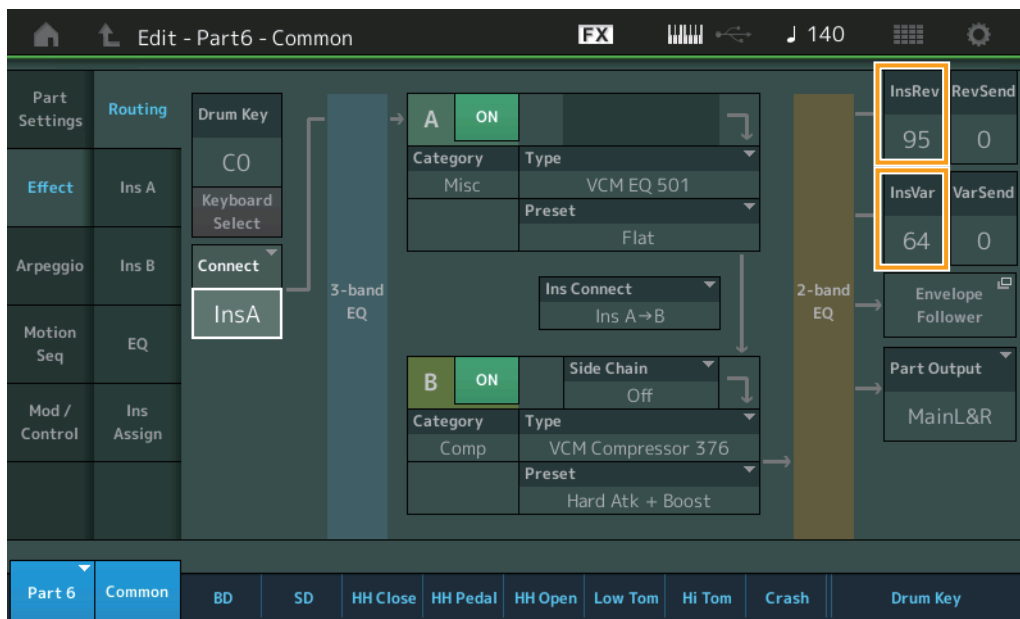 Edit - Part6 - Common
FX
♩ 140
Part
Settings
Effect
Arpeggio
Motion
Seq
Mod /
Control
Routing
Ins A
Ins B
EQ
Ins
Assign
Drum Key
C0
Keyboard
Select
Connect
InsA
3-band
EQ
A
ON
Category
Misc
Type
VCM EQ 501
Preset
Flat
Ins Connect
Ins A→B
B
ON
Side Chain
Off
Category
Comp
Type
VCM Compressor 376
Preset
Hard Atk + Boost
2-band
EQ
InsRev
95
RevSend
0
InsVar
64
VarSend
0
Envelope
Follower
Part Output
MainL&R
Part 6
Common
BD
SD
HH Close
HH Pedal
HH Open
Low Tom
Hi Tom
Crash
Drum Key